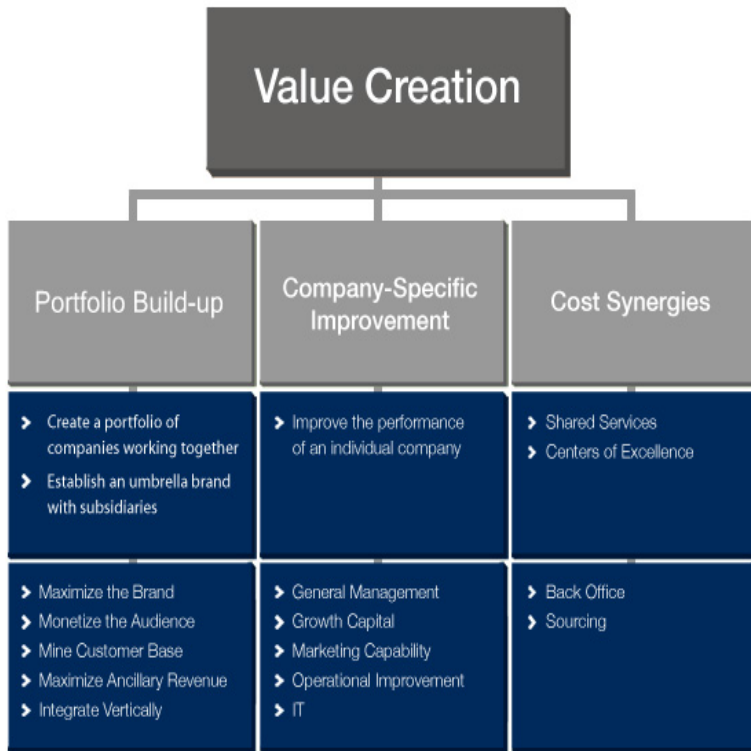 Value Creation
Portfolio Build-up
Create a portfolio of
companies working together
Establish an umbrella brand
with subsidiaries
Maximize the Brand
Monetize the Audience
Mine Customer Base
Maximize Ancillary Revenue
Integrate Vertically
Company-Specific
Improvement
Improve the performance
of an individual company
General Management
Growth Capital
Marketing Capability
Operational Improvement
IT
Cost Synergies
Shared Services
Centers of Excellence
Back Office
Sourcing